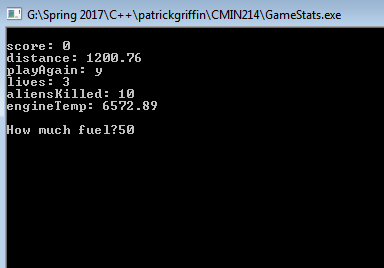 G:\Spring 2017\C++\patrickgriffin\CMIN214\GameStats.exe
score: 0
distance: 1200.76
playAgain: y
lives: 3
aliensKilled: 10
engineTemp: 6572.89
How much fuel?50